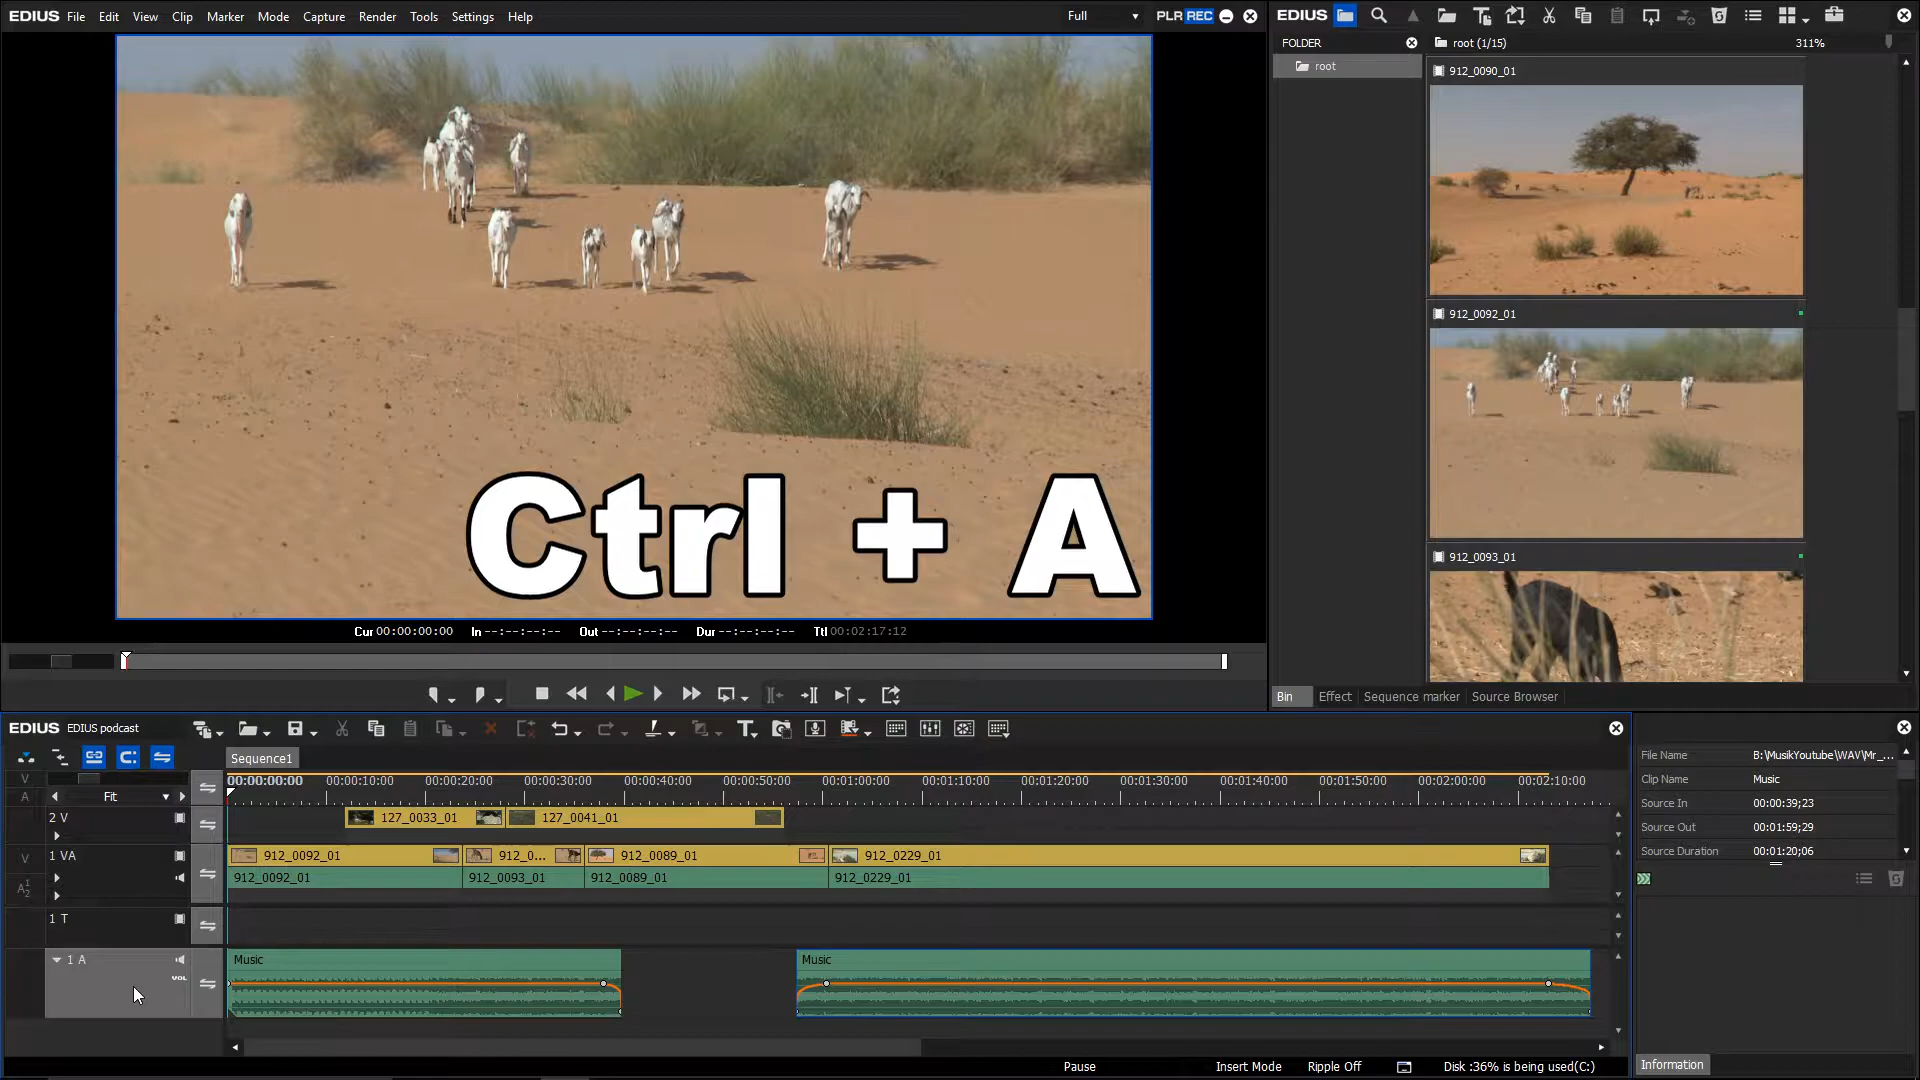 EDIUS File Edit View Clip Marker Mode Capture Render Tools Settings Help Full PLR REC
EDIUS
FOLDER root (1/15) 311%
root
912_0090_01
912_0092_01
912_0093_01
Ctrl + A
Cur 00:00:00:00 In --:--:--:-- Out --:--:--:-- Dur --:--:--:-- Ttl 00:02:17:12
Bin Effect Sequence marker Source Browser
EDIUS EDIUS podcast
Sequence1
00:00:00:00 00:00:10:00 00:00:20:00 00:00:30:00 00:00:40:00 00:00:50:00 00:01:00:00 00:01:10:00 00:01:20:00 00:01:30:00 00:01:40:00 00:01:50:00 00:02:00:00 00:02:10:00
V
A Fit
2 V 127_0033_01 127_0041_01
V 1 VA 912_0092_01 912_0... 912_0089_01 912_0229_01
A 1 2 912_0092_01 912_0093_01 912_0089_01 912_0229_01
1 T
1 A Music Music
VOL
File Name B:\MusikYoutube\WAV\Mr_...
Clip Name Music
Source In 00:00:39;23
Source Out 00:01:59;29
Source Duration 00:01:20;06
Pause Insert Mode Ripple Off Disk :36% is being used(C:)
Information